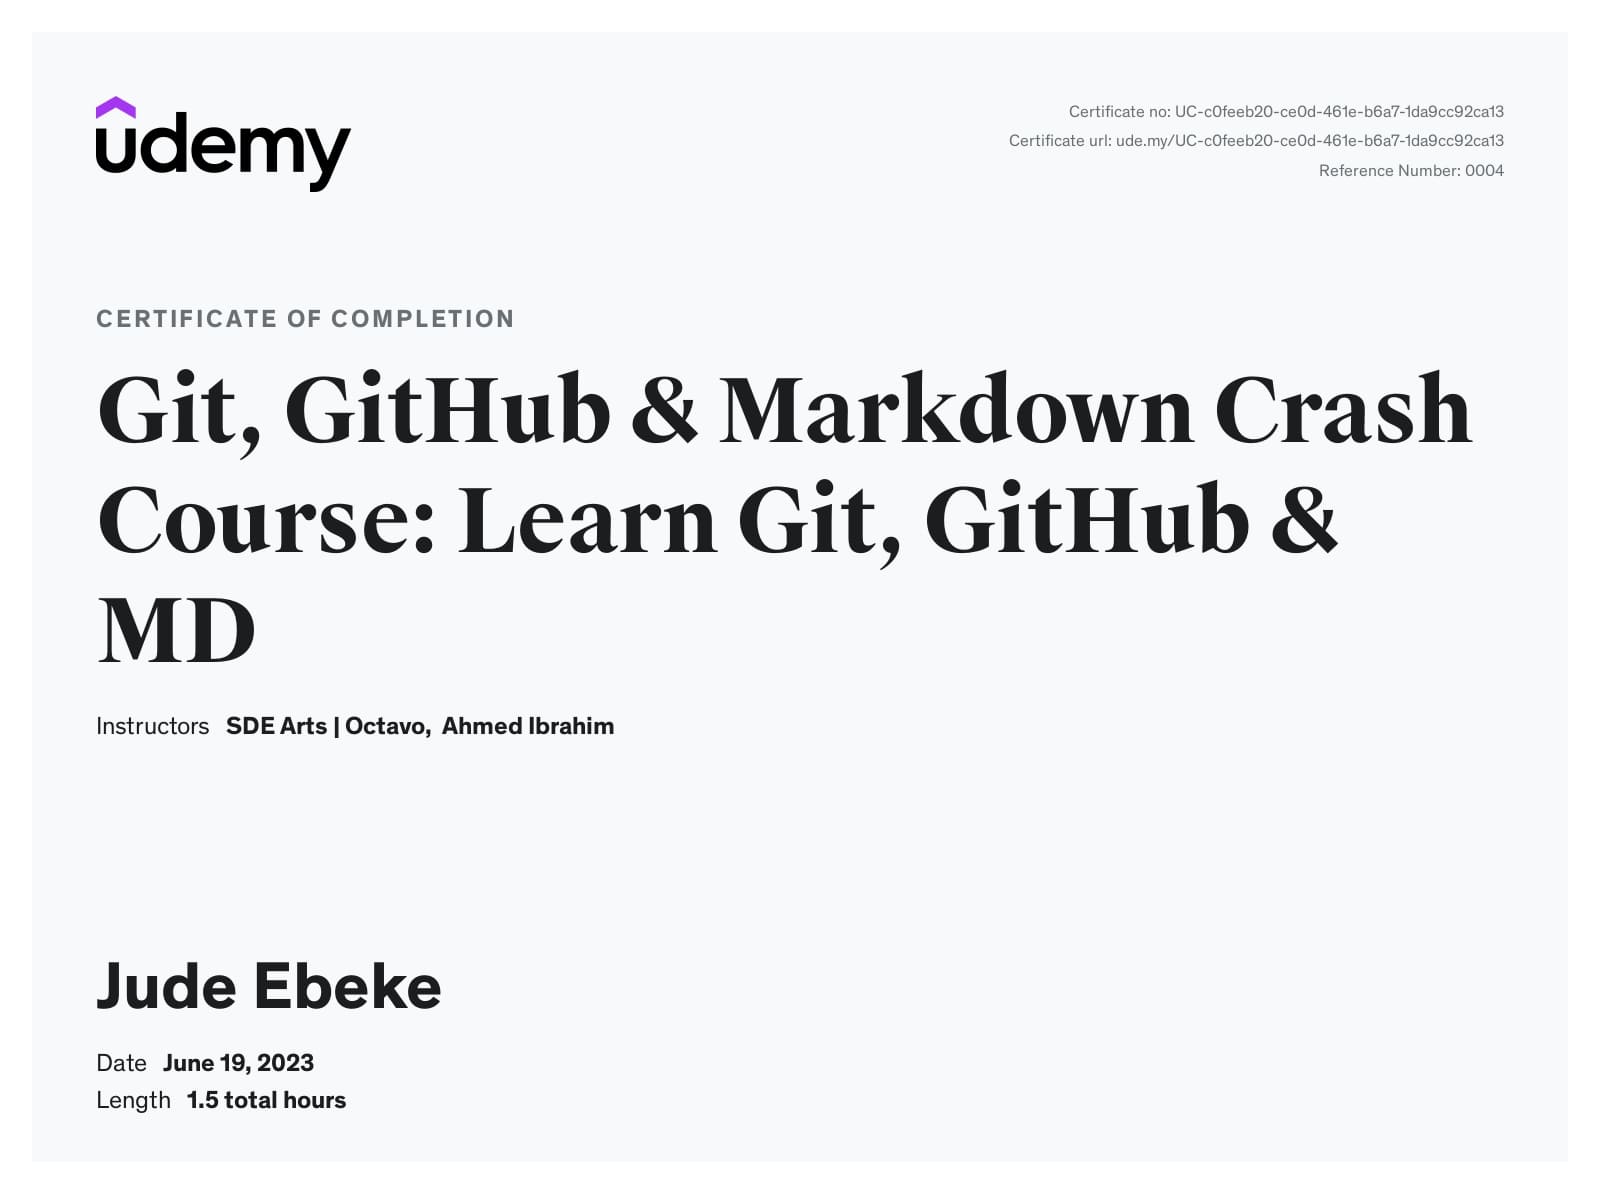 udemy
Certificate no: UC-c0feeb20-ce0d-461e-b6a7-1da9cc92ca13
Certificate url: ude.my/UC-c0feeb20-ce0d-461e-b6a7-1da9cc92ca13
Reference Number: 0004
CERTIFICATE OF COMPLETION
Git, GitHub & Markdown Crash
Course: Learn Git, GitHub &
MD
Instructors SDE Arts | Octavo, Ahmed Ibrahim
Jude Ebeke
Date June 19, 2023
Length 1.5 total hours